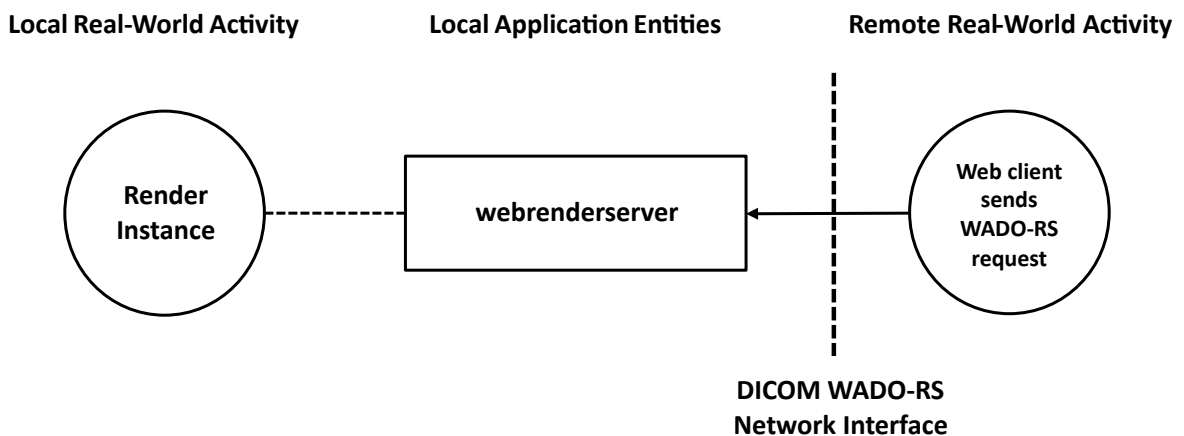 Local Real-World Activity
Local Application Entities
Remote Real-World Activity
Render
Instance
webrenderserver
Web client
sends
WADO-RS
request
DICOM WADO-RS
Network Interface